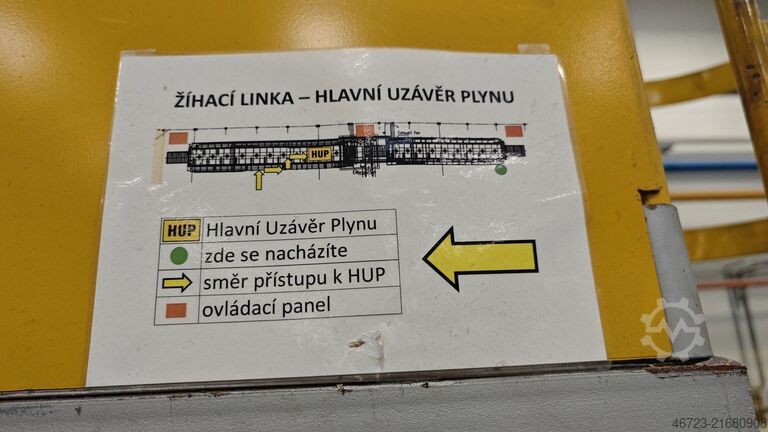 ŽÍHACÍ LINKA – HLAVNÍ UZÁVĚR PLYNU
HUP
HUP Hlavní Uzávěr Plynu
zde se nacházíte
směr přístupu k HUP
ovládací panel
46723-21680908